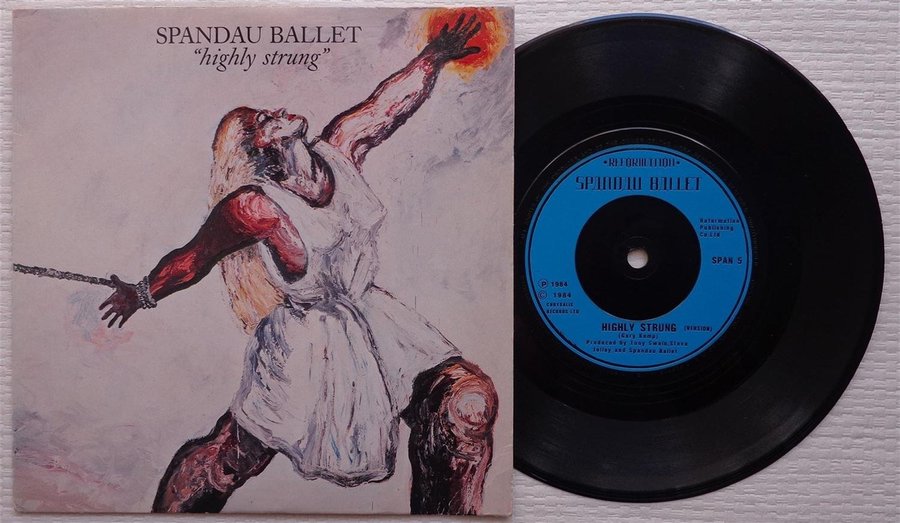 SPANDAU BALLET
“highly strung”
•REFORMATION•
SPANDAU BALLET
Reformation
Publishing
Co Ltd
SPAN 5
Ⓟ 1984
© 1984
CHRYSALIS
RECORDS LTD
HIGHLY STRUNG (VERSION)
(Gary Kemp)
Produced By Tony Swain, Steve
Jolley and Spandau Ballet